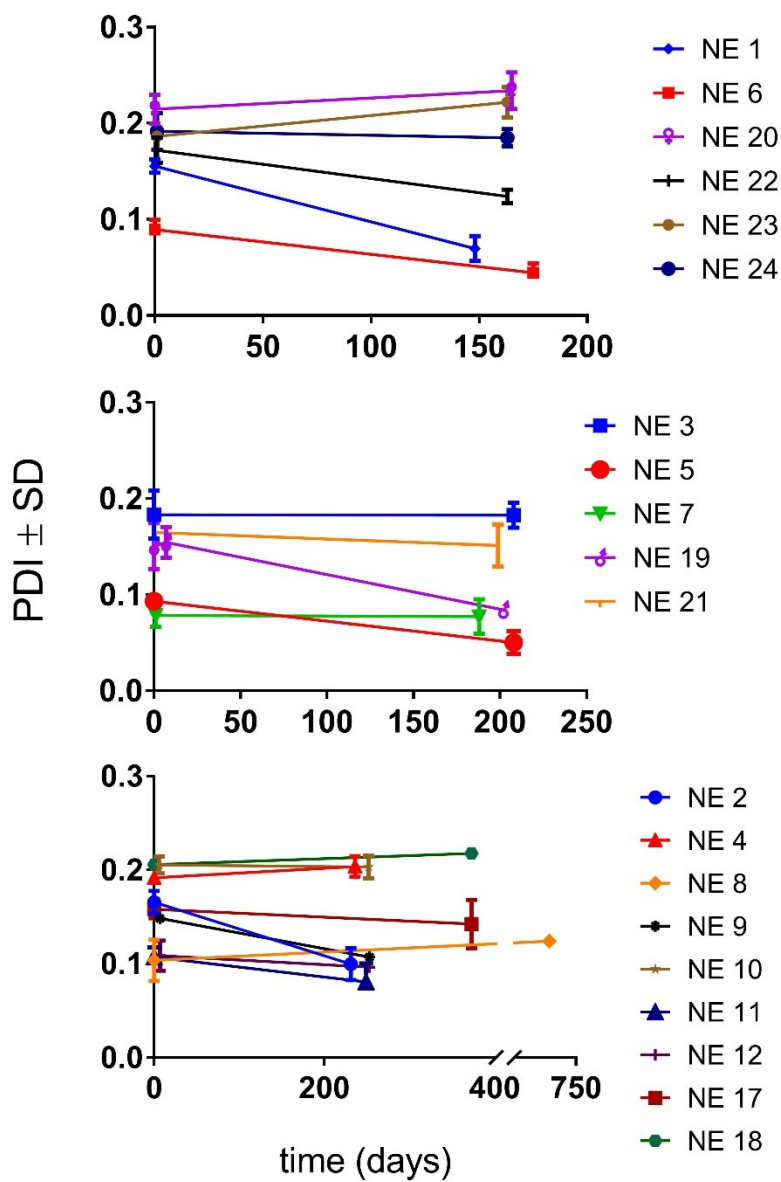 0.3
0.2
0.1
0.0
0 50 100 150 200
NE 1
NE 6
NE 20
NE 22
NE 23
NE 24
PDI ± SD
0.3
0.2
0.1
0.0
0 50 100 150 200 250
NE 3
NE 5
NE 7
NE 19
NE 21
0.3
0.2
0.1
0.0
0 200 400 750
time (days)
NE 2
NE 4
NE 8
NE 9
NE 10
NE 11
NE 12
NE 17
NE 18